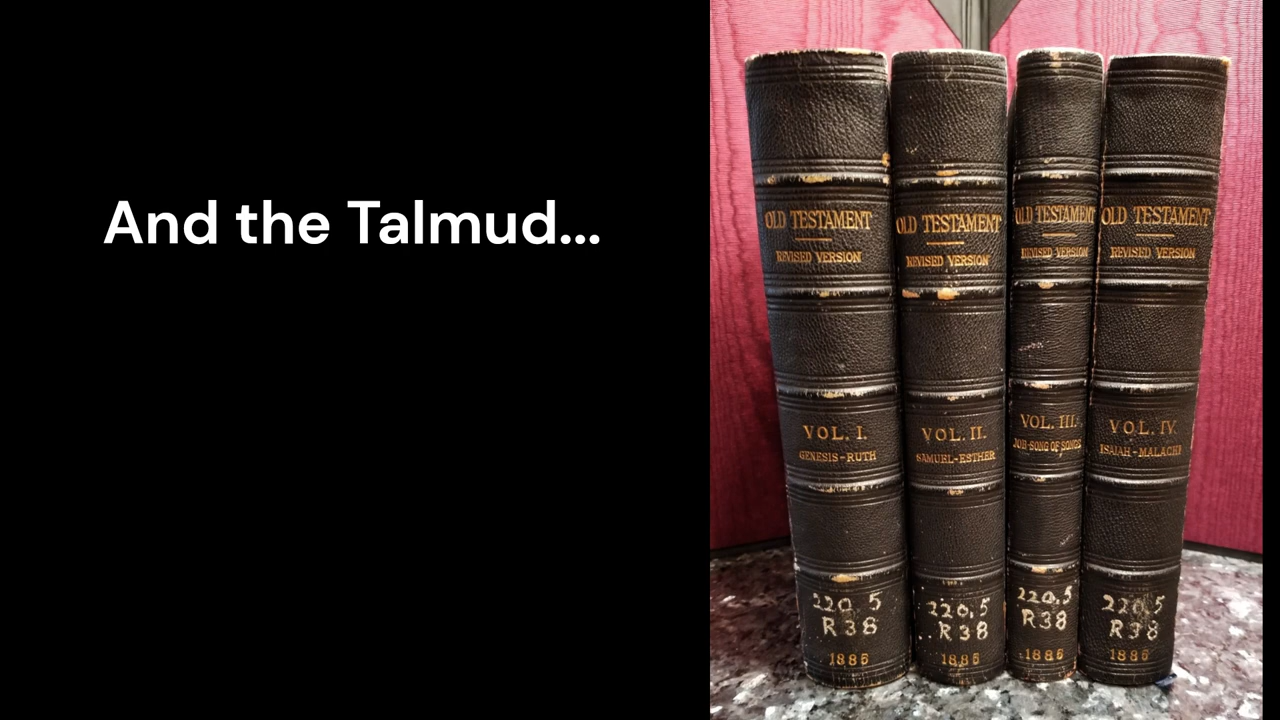 And the Talmud...
OLD TESTAMENT
REVISED VERSION
VOL. I.
GENESIS-RUTH
220.5
R38
1885
OLD TESTAMENT
REVISED VERSION
VOL. II.
SAMUEL-ESTHER
220.5
R38
1885
OLD TESTAMENT
REVISED VERSION
VOL. III.
JOB-SONG OF SONGS
220.5
R38
1885
OLD TESTAMENT
REVISED VERSION
VOL. IV.
ISAIAH-MALACHI
220.5
R38
1885